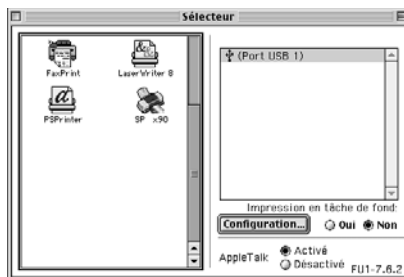 Sélecteur
FaxPrint
LaserWriter 8
PSPrinter
SP x90
(Port USB 1)
Impression en tâche de fond:
Configuration...
Oui
Non
AppleTalk
Activé
Désactivé
FU1-7.6.2